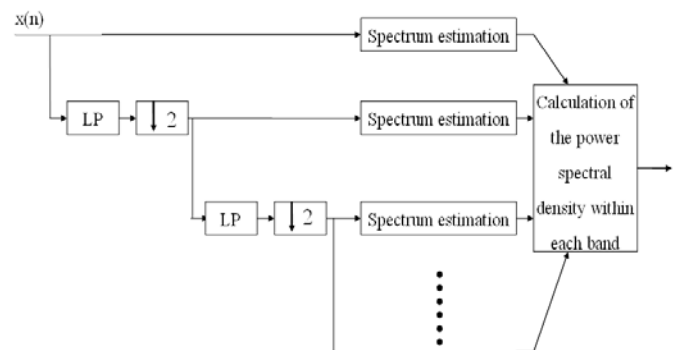 x(n)
Spectrum estimation
LP
2
Spectrum estimation
LP
2
Spectrum estimation
Calculation of
the power
spectral
density within
each band